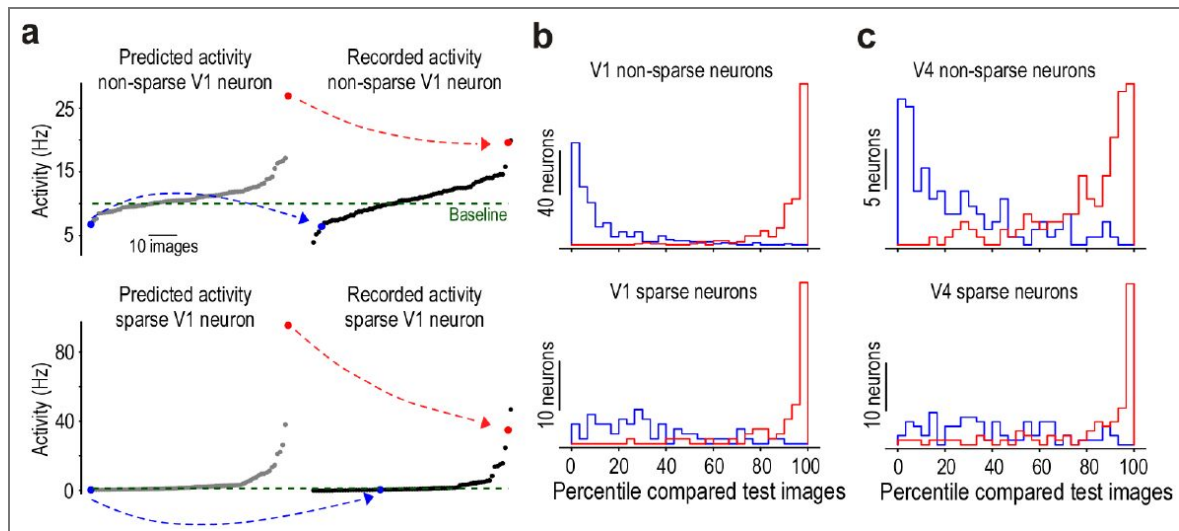 a
Predicted activity
non-sparse V1 neuron
Recorded activity
non-sparse V1 neuron
Activity (Hz)
25
15
5
Baseline
10 images
Predicted activity
sparse V1 neuron
Recorded activity
sparse V1 neuron
Activity (Hz)
80
40
0
b
V1 non-sparse neurons
40 neurons
V1 sparse neurons
10 neurons
0 20 40 60 80 100
Percentile compared test images
c
V4 non-sparse neurons
5 neurons
V4 sparse neurons
10 neurons
0 20 40 60 80 100
Percentile compared test images